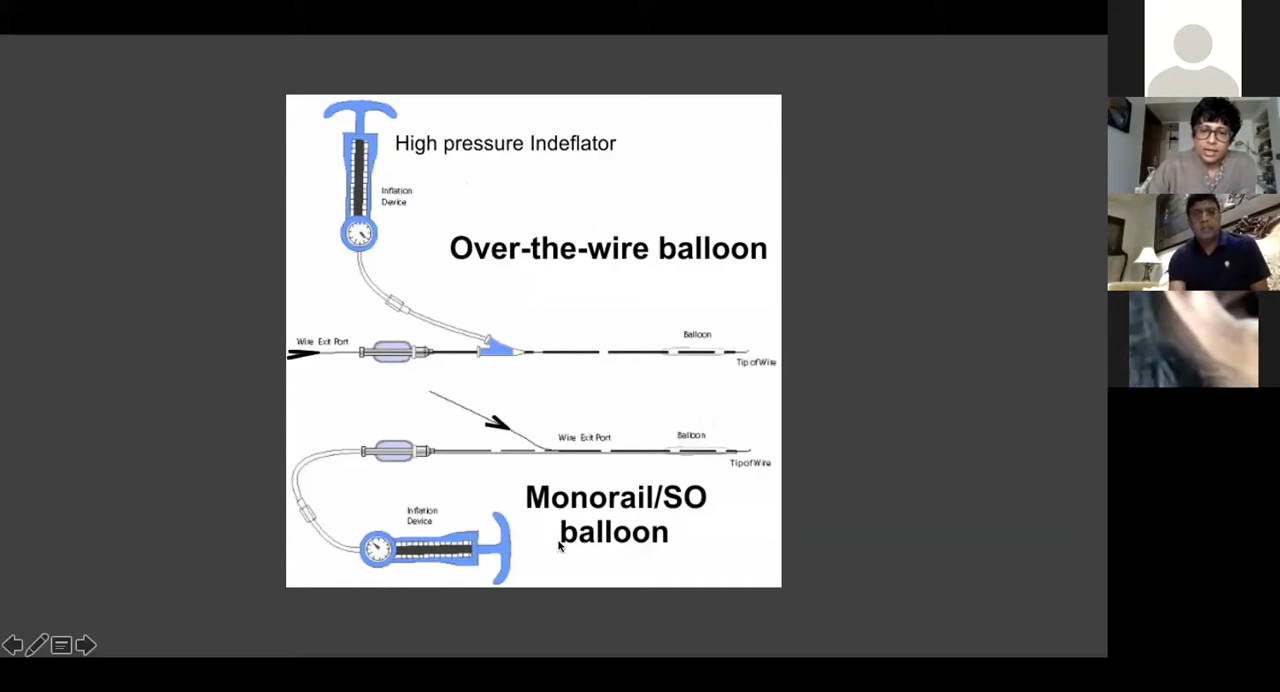 High pressure Indeflator
Inflation
Device
Over-the-wire balloon
Wire Exit Port
Balloon
Tip of Wire
Wire Exit Port
Balloon
Tip of Wire
Monorail/SO
balloon
Inflation
Device